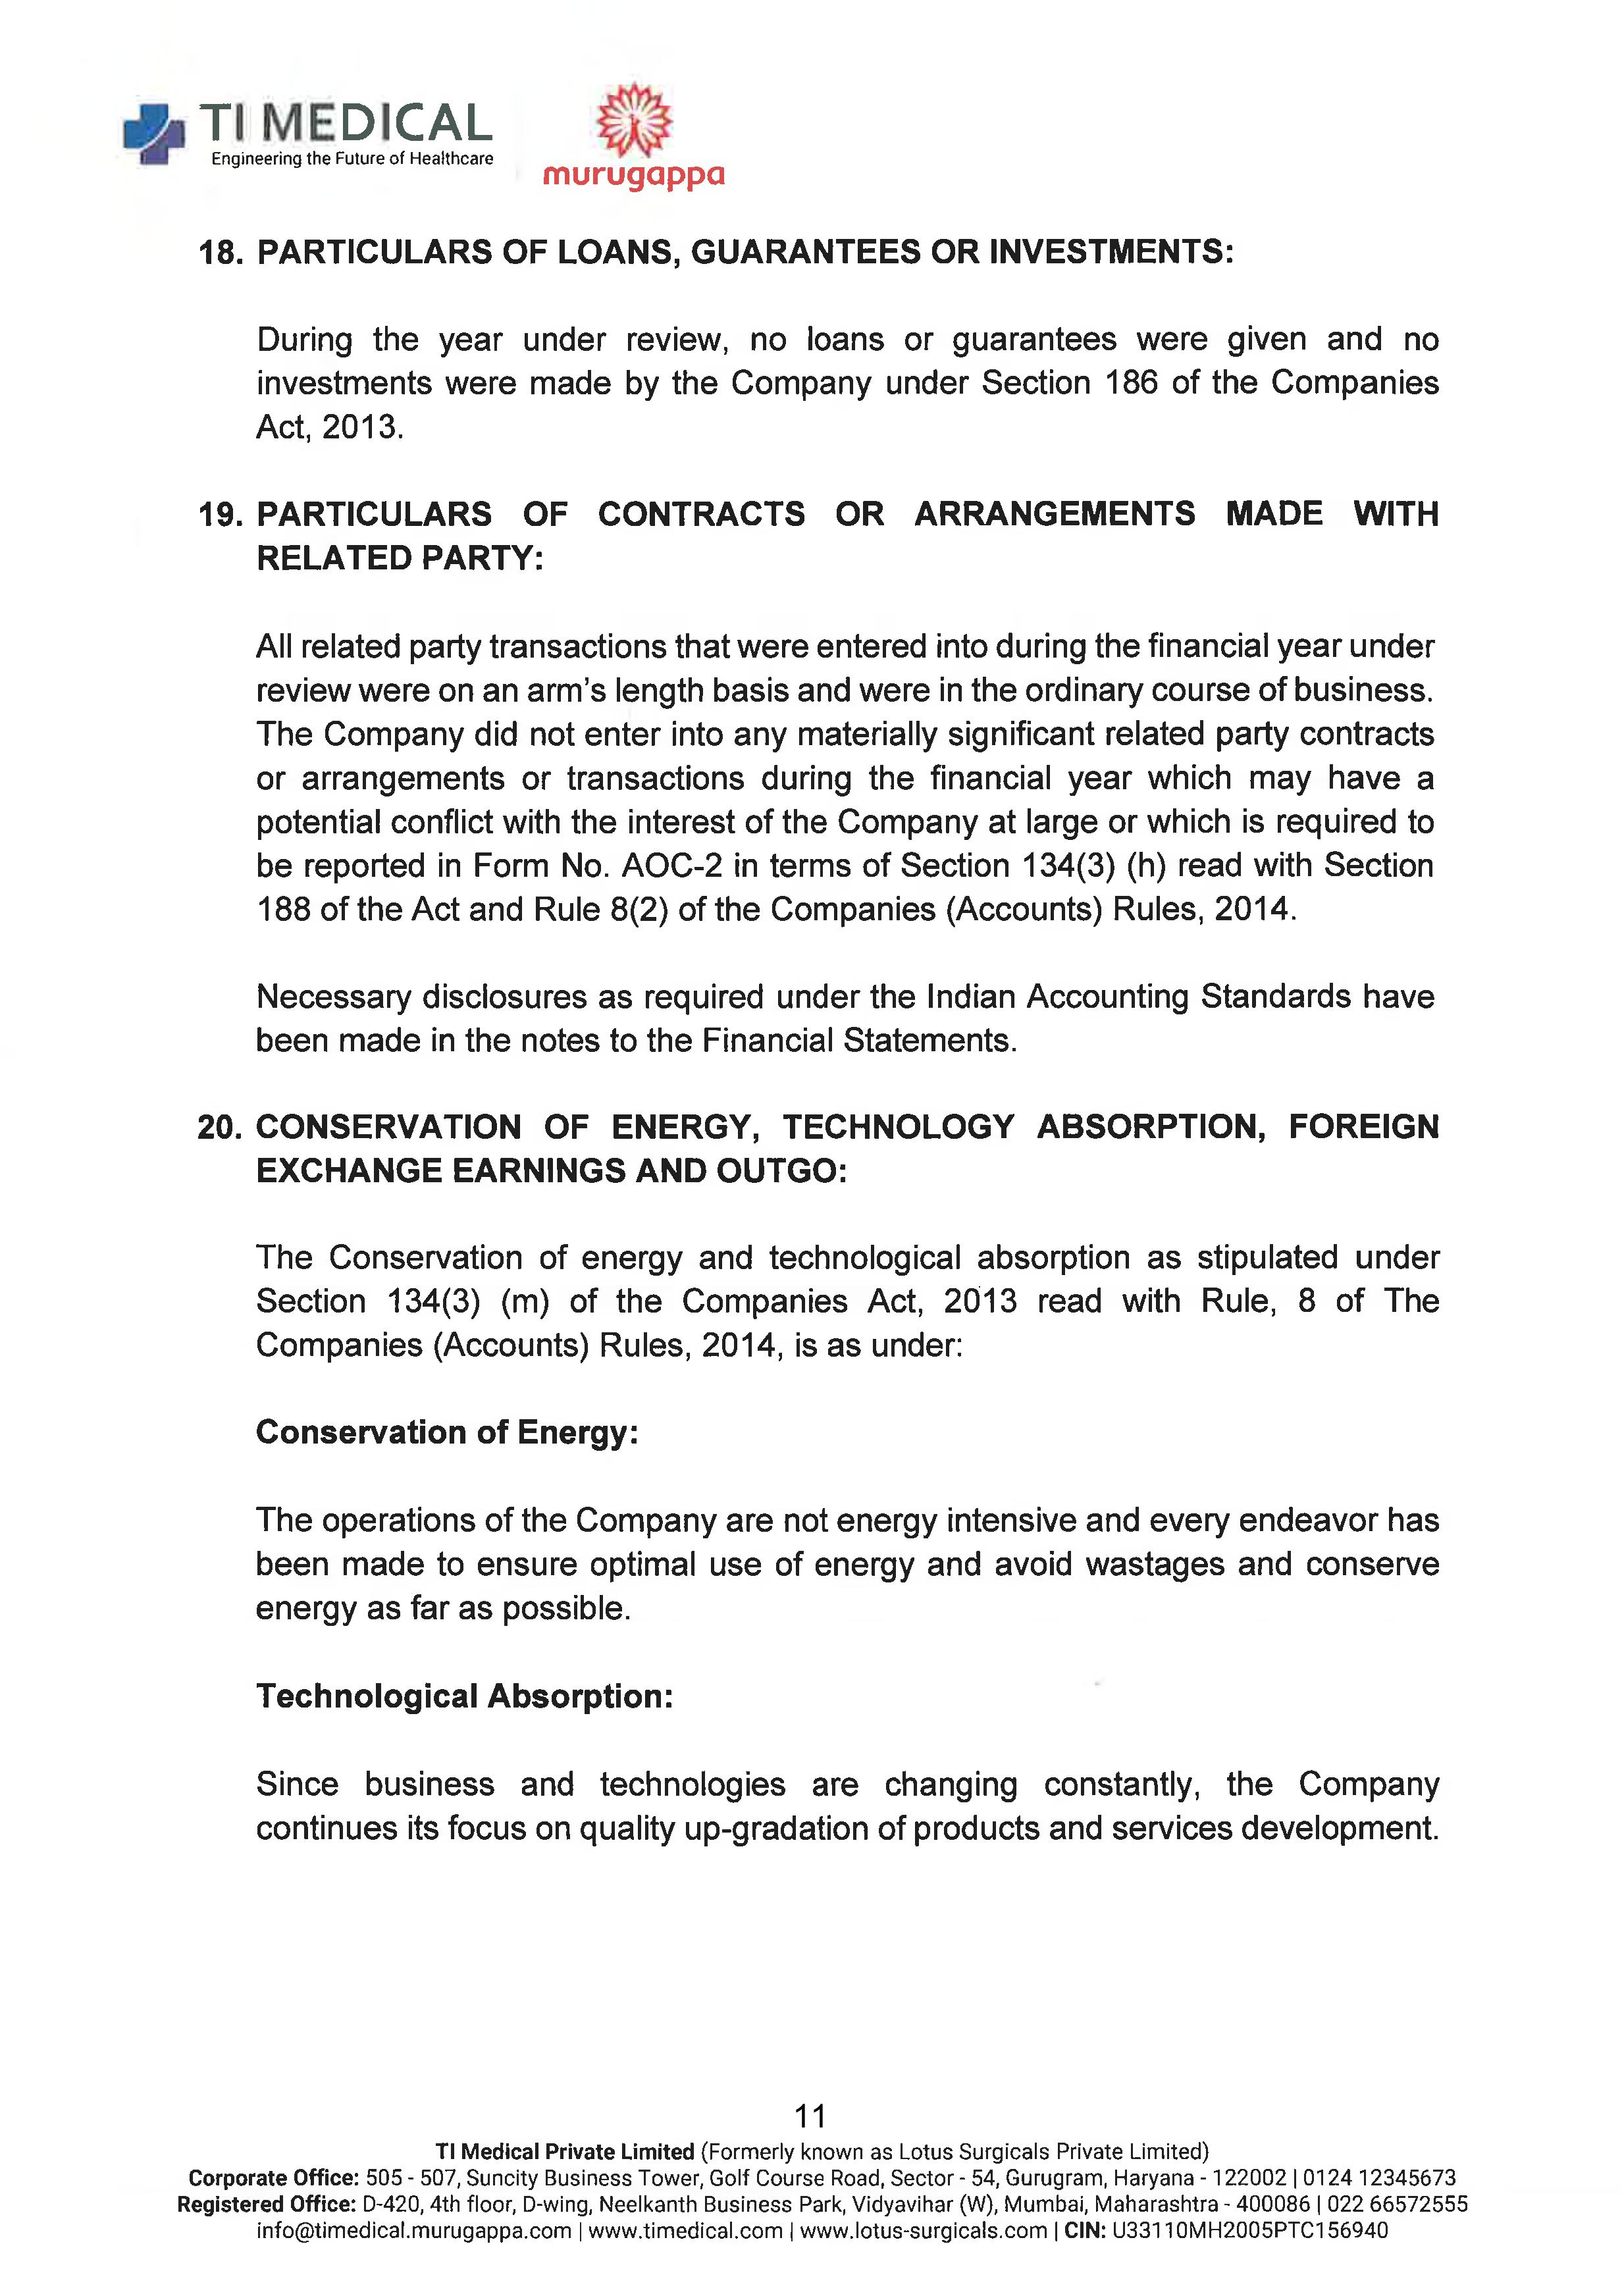 TI MEDICAL
Engineering the Future of Healthcare
murugappa
18. PARTICULARS OF LOANS, GUARANTEES OR INVESTMENTS:
During the year under review, no loans or guarantees were given and no
investments were made by the Company under Section 186 of the Companies
Act, 2013.
19. PARTICULARS OF CONTRACTS OR ARRANGEMENTS MADE WITH
RELATED PARTY:
All related party transactions that were entered into during the financial year under
review were on an arm's length basis and were in the ordinary course of business.
The Company did not enter into any materially significant related party contracts
or arrangements or transactions during the financial year which may have a
potential conflict with the interest of the Company at large or which is required to
be reported in Form No. AOC-2 in terms of Section 134(3) (h) read with Section
188 of the Act and Rule 8(2) of the Companies (Accounts) Rules, 2014.
Necessary disclosures as required under the Indian Accounting Standards have
been made in the notes to the Financial Statements.
20. CONSERVATION OF ENERGY, TECHNOLOGY ABSORPTION, FOREIGN
EXCHANGE EARNINGS AND OUTGO:
The Conservation of energy and technological absorption as stipulated under
Section 134(3) (m) of the Companies Act, 2013 read with Rule, 8 of The
Companies (Accounts) Rules, 2014, is as under:
Conservation of Energy:
The operations of the Company are not energy intensive and every endeavor has
been made to ensure optimal use of energy and avoid wastages and conserve
energy as far as possible.
Technological Absorption:
Since business and technologies are changing constantly, the Company
continues its focus on quality up-gradation of products and services development.
11
TI Medical Private Limited (Formerly known as Lotus Surgicals Private Limited)
Corporate Office: 505 - 507, Suncity Business Tower, Golf Course Road, Sector - 54, Gurugram, Haryana - 122002 | 0124 12345673
Registered Office: D-420, 4th floor, D-wing, Neelkanth Business Park, Vidyavihar (W), Mumbai, Maharashtra - 400086 | 022 66572555
info@timedical.murugappa.com | www.timedical.com | www.lotus-surgicals.com | CIN: U33110MH2005PTC156940